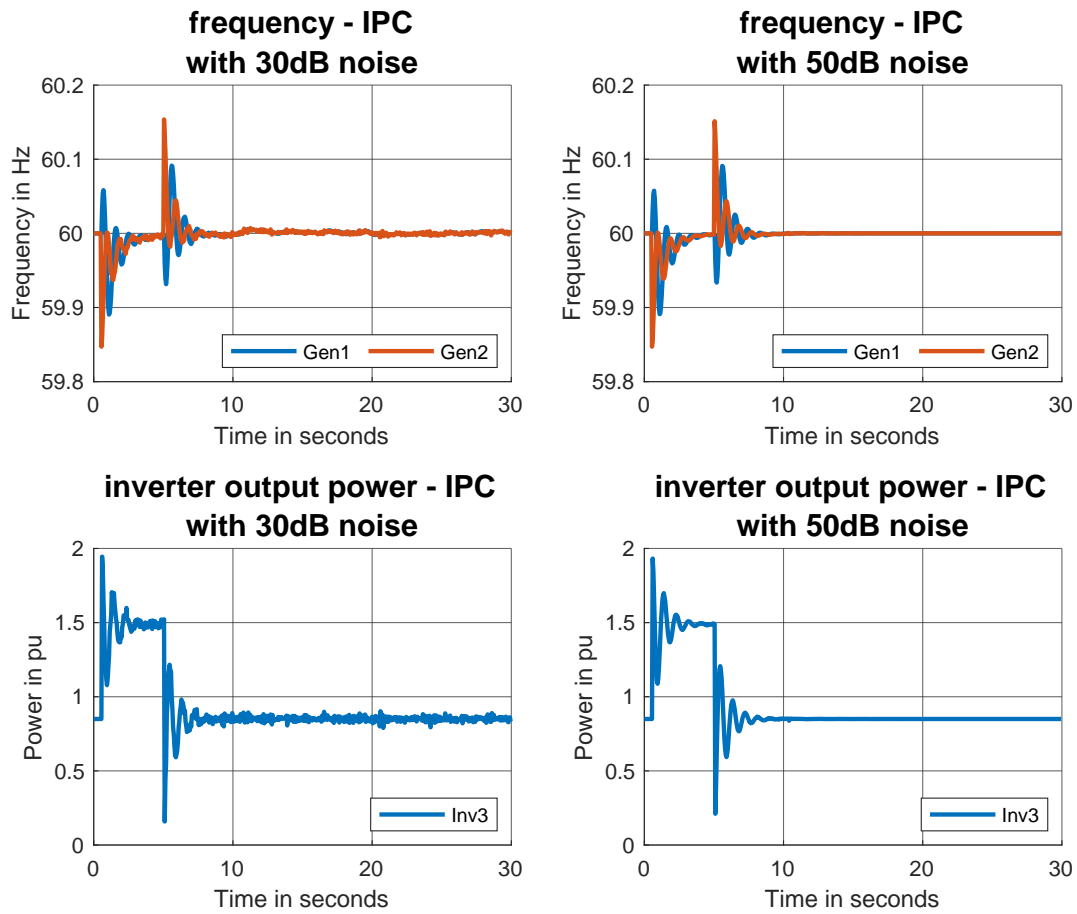 frequency - IPC
with 30dB noise
60.2
60.1
60
59.9
59.8
Frequency in Hz
Gen1
Gen2
0
10
20
30
Time in seconds
frequency - IPC
with 50dB noise
60.2
60.1
60
59.9
59.8
Frequency in Hz
Gen1
Gen2
0
10
20
30
Time in seconds
inverter output power - IPC
with 30dB noise
2
1.5
1
0.5
0
Power in pu
Inv3
0
10
20
30
Time in seconds
inverter output power - IPC
with 50dB noise
2
1.5
1
0.5
0
Power in pu
Inv3
0
10
20
30
Time in seconds